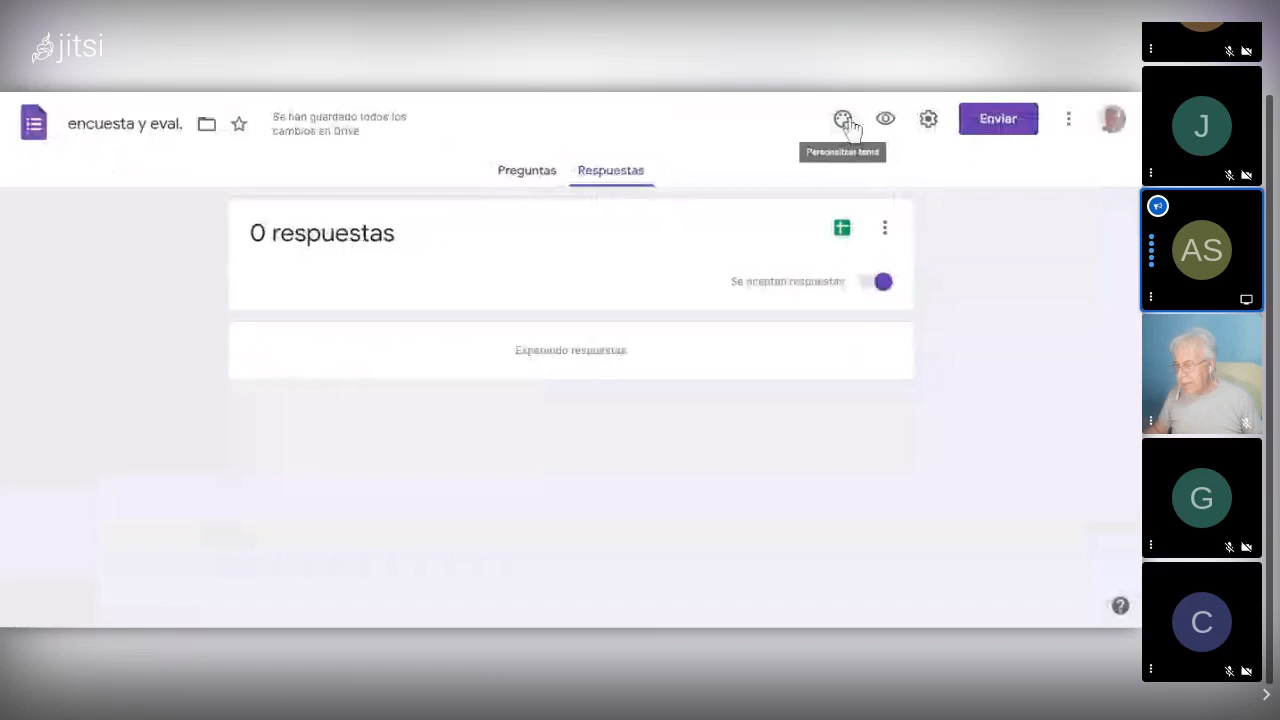 jitsi
encuesta y eval.
Se han guardado todos los
cambios en Drive
Enviar
Personalizar tema
Preguntas
Respuestas
0 respuestas
Se aceptan respuestas
Esperando respuestas
J
AS
G
C